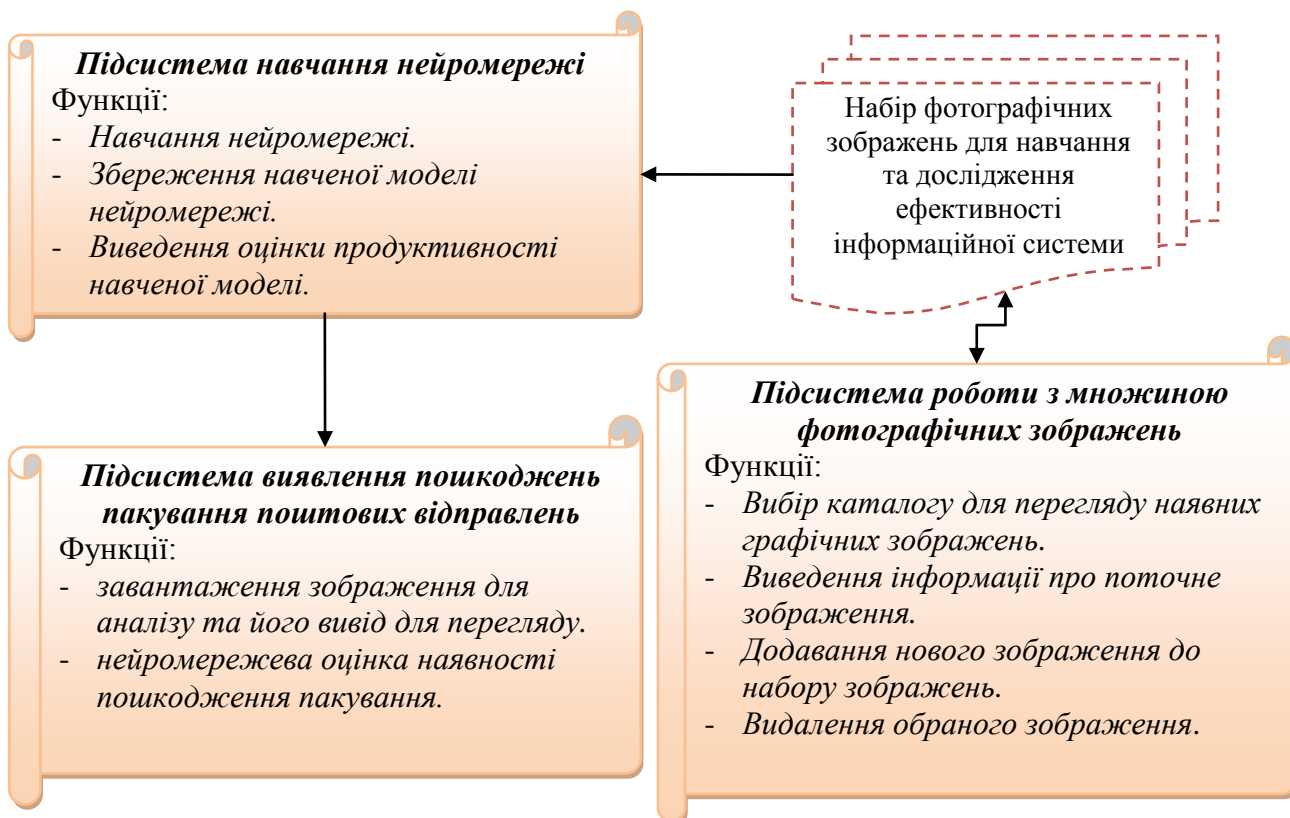 Підсистема навчання нейромережі
Функції:
- Навчання нейромережі.
- Збереження навченої моделі
нейромережі.
- Виведення оцінки продуктивності
навченої моделі.
Набір фотографічних
зображень для навчання
та дослідження
ефективності
інформаційної системи
Підсистема виявлення пошкоджень
пакування поштових відправлень
Функції:
- завантаження зображення для
аналізу та його вивід для перегляду.
- нейромережева оцінка наявності
пошкодження пакування.
Підсистема роботи з множиною
фотографічних зображень
Функції:
- Вибір каталогу для перегляду наявних
графічних зображень.
- Виведення інформації про поточне
зображення.
- Додавання нового зображення до
набору зображень.
- Видалення обраного зображення.